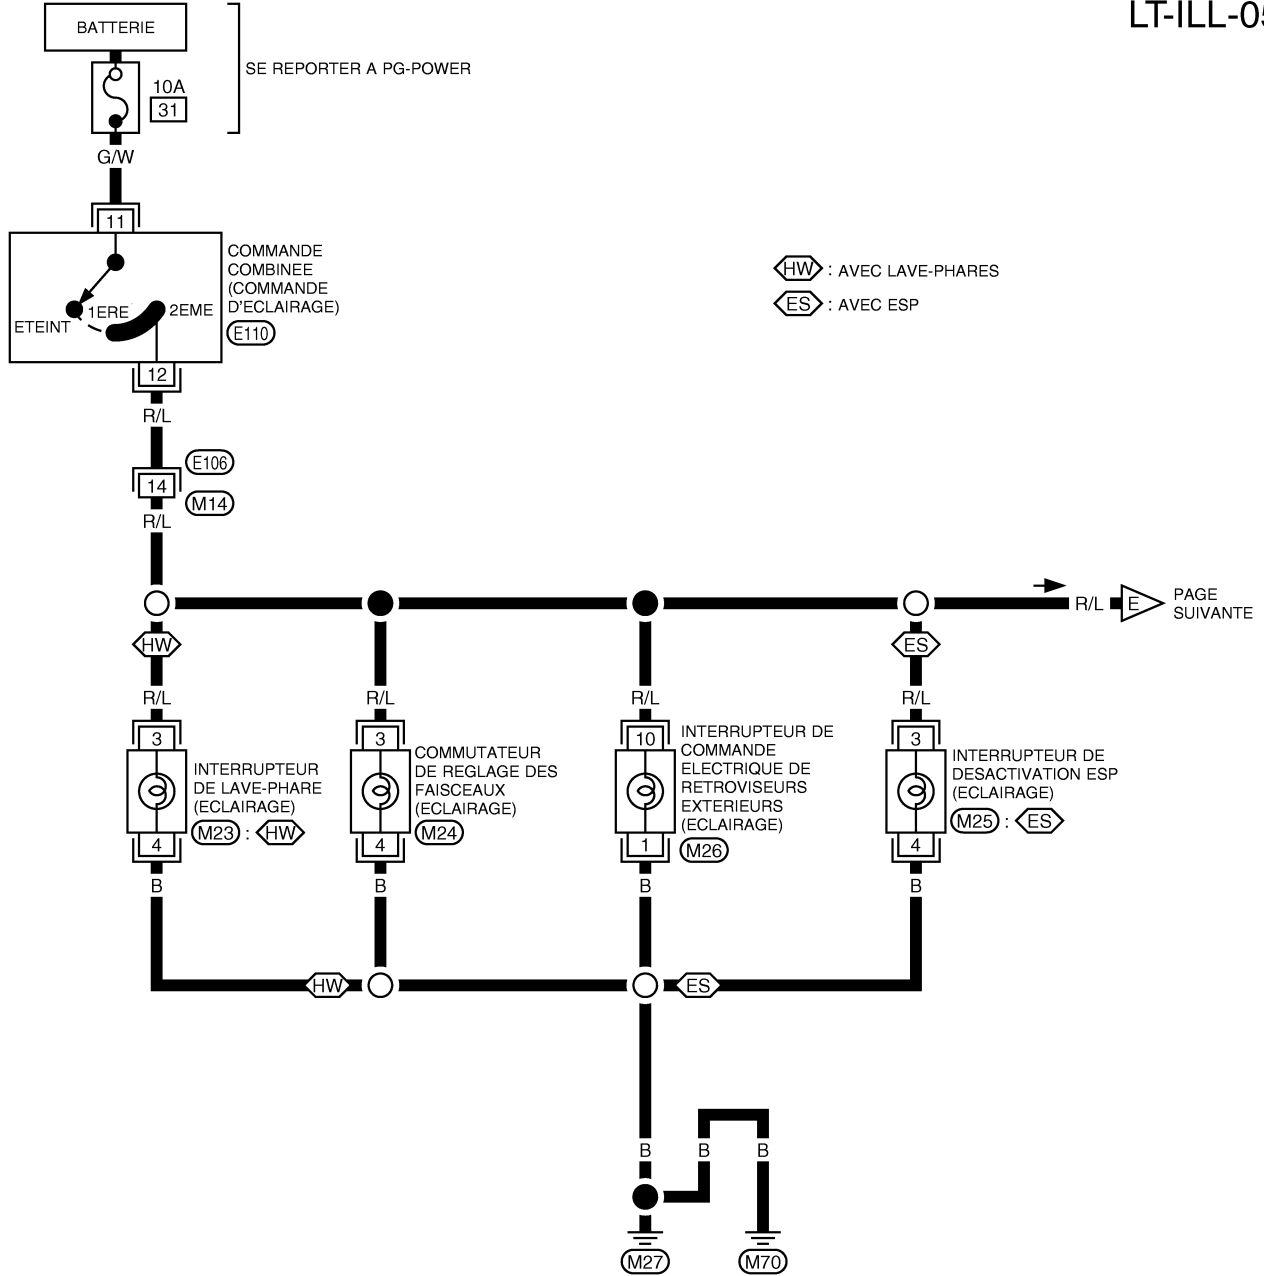 LT-ILL-05
BATTERIE
SE REPORTER A PG-POWER
10A
31
G/W
11
COMMANDE
COMBINEE
(COMMANDE
D'ECLAIRAGE)
E110
ETEINT
1ERE
2EME
12
HW : AVEC LAVE-PHARES
ES : AVEC ESP
R/L
E106
14
M14
R/L
R/L
E
PAGE
SUIVANTE
HW
ES
R/L
R/L
R/L
R/L
3
3
10
3
INTERRUPTEUR
DE LAVE-PHARE
(ECLAIRAGE)
M23 : HW
COMMUTATEUR
DE REGLAGE DES
FAISCEAUX
(ECLAIRAGE)
M24
INTERRUPTEUR DE
COMMANDE
ELECTRIQUE DE
RETROVISEURS
EXTERIEURS
(ECLAIRAGE)
M26
INTERRUPTEUR DE
DESACTIVATION ESP
(ECLAIRAGE)
M25 : ES
4
4
1
4
B
B
B
B
HW
ES
B
B
B
M27
M70